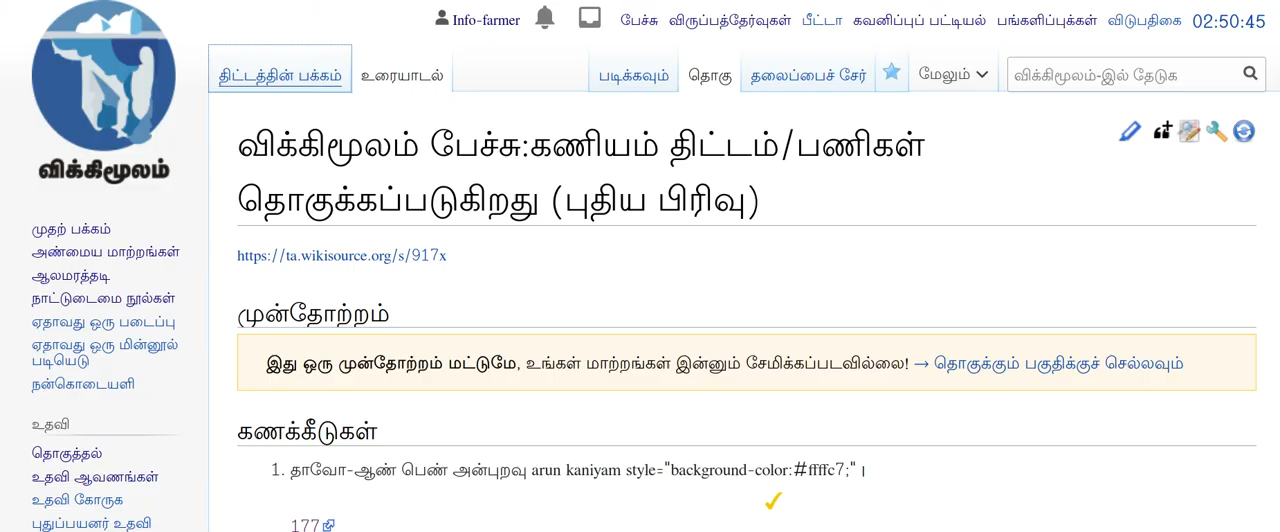 Info-farmer பேச்சு விருப்பத்தேர்வுகள் பீட்டா கவனிப்புப் பட்டியல் பங்களிப்புக்கள் விடுபதிகை 02:50:45
திட்டத்தின் பக்கம் உரையாடல் படிக்கவும் தொகு தலைப்பைச் சேர் மேலும் விக்கிமூலம்-இல் தேடுக
விக்கிமூலம்
முதற் பக்கம்
அண்மைய மாற்றங்கள்
ஆலமரத்தடி
நாட்டுடைமை நூல்கள்
ஏதாவது ஒரு படைப்பு
ஏதாவது ஒரு மின்னூல்
படியெடு
நன்கொடையளி
உதவி
தொகுத்தல்
உதவி ஆவணங்கள்
உதவி கோருக
புதுப்பயனர் உதவி
விக்கிமூலம் பேச்சு:கணியம் திட்டம்/பணிகள்
தொகுக்கப்படுகிறது (புதிய பிரிவு)
https://ta.wikisource.org/s/917x
முன்தோற்றம்
இது ஒரு முன்தோற்றம் மட்டுமே, உங்கள் மாற்றங்கள் இன்னும் சேமிக்கப்படவில்லை! → தொகுக்கும் பகுதிக்குச் செல்லவும்
கணக்கீடுகள்
1. தாவோ-ஆண் பெண் அன்புறவு arun kaniyam style="background-color:#ffffc7;" |
177